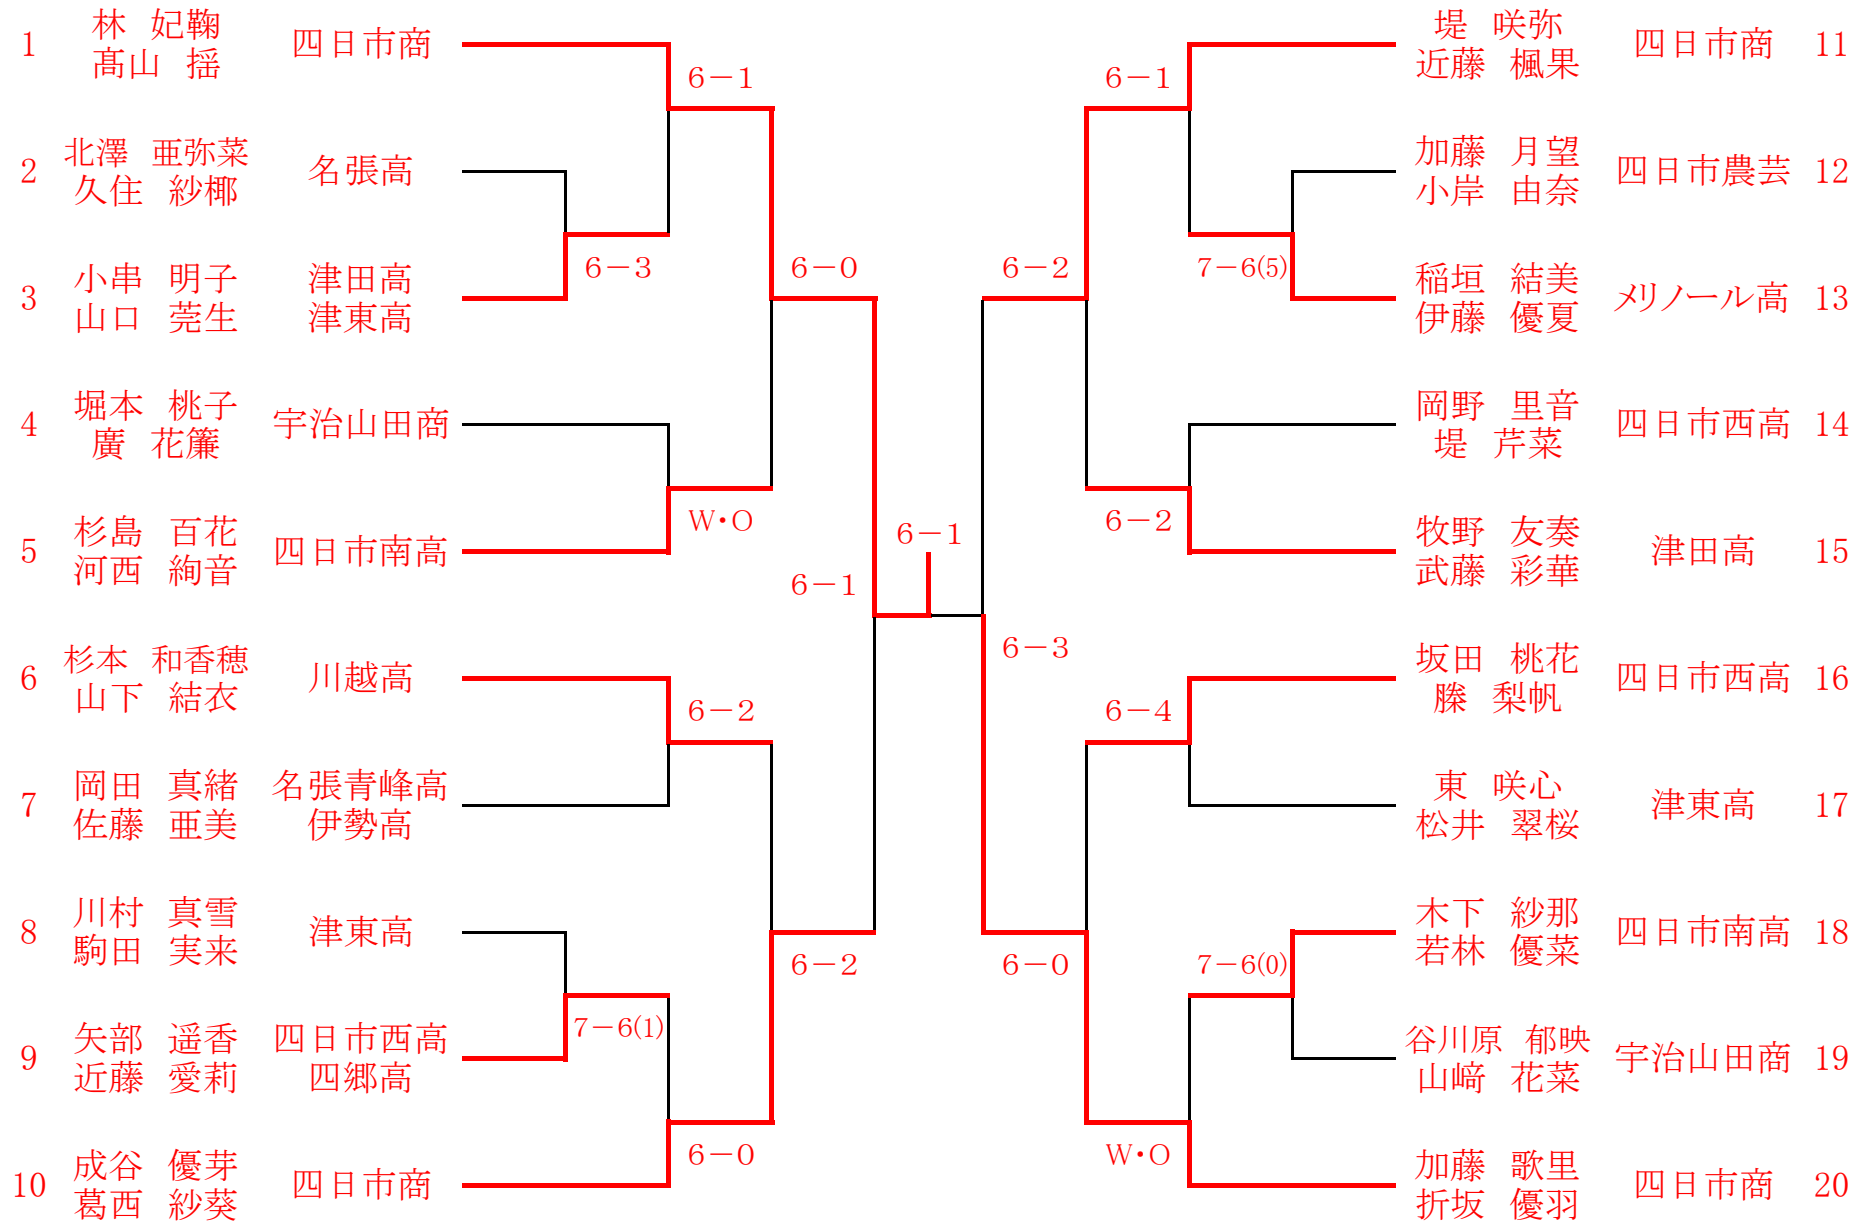 1 林 妃鞠 四日市商
髙山 揺
6−1
2 北澤 亜弥菜 名張高
久住 紗椰
3 小串 明子 津田高
山口 莞生 津東高
6−3
6−0
4 堀本 桃子 宇治山田商
廣 花簾
5 杉島 百花 四日市南高
河西 絢音
W・O
6−1
6−1
6 杉本 和香穂 川越高
山下 結衣
6−2
7 岡田 真緒 名張青峰高
佐藤 亜美 伊勢高
8 川村 真雪 津東高
駒田 実来
6−2
9 矢部 遥香 四日市西高
近藤 愛莉 四郷高
7−6(1)
10 成谷 優芽 四日市商
葛西 紗葵
6−0
堤 咲弥 四日市商 11
近藤 楓果
6−1
加藤 月望 四日市農芸 12
小岸 由奈
稲垣 結美 メリノール高 13
伊藤 優夏
7−6(5)
6−2
岡野 里音 四日市西高 14
堤 芹菜
牧野 友奏 津田高 15
武藤 彩華
6−2
6−3
坂田 桃花 四日市西高 16
滕 梨帆
6−4
東 咲心 津東高 17
松井 翠桜
木下 紗那 四日市南高 18
若林 優菜
7−6(0)
6−0
谷川原 郁映 宇治山田商 19
山﨑 花菜
加藤 歌里 四日市商 20
折坂 優羽
W・O